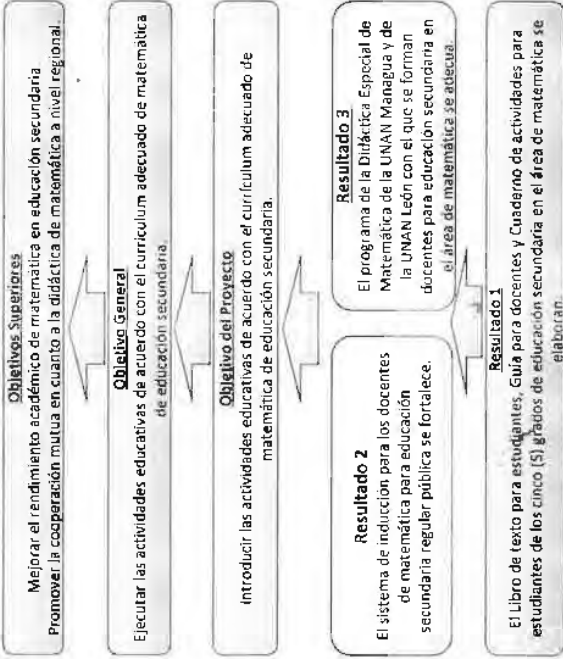 Objetivos Superiores
Mejorar el rendimiento académico de matemática en educación secundaria
Promover la cooperación mutua en cuanto a la didáctica de matemática a nivel regional.
Objetivo General
Ejecutar las actividades educativas de acuerdo con el currículum adecuado de matemática
de educación secundaria.
Objetivo del Proyecto
Introducir las actividades educativas de acuerdo con el currículum adecuado de
matemática de educación secundaria.
Resultado 2
El sistema de inducción para los docentes
de matemática para educación
secundaria regular pública se fortalece.
Resultado 3
El programa de la Didáctica Especial de
Matemática de la UNAN Managua y de
la UNAN León con el que se forman
docentes para educación secundaria en
el área de matemática se adecua.
Resultado 1
El Libro de texto para estudiantes, Guía para docentes y Cuaderno de actividades para
estudiantes de los cinco (5) grados de educación secundaria en el área de matemática se
elaboran.